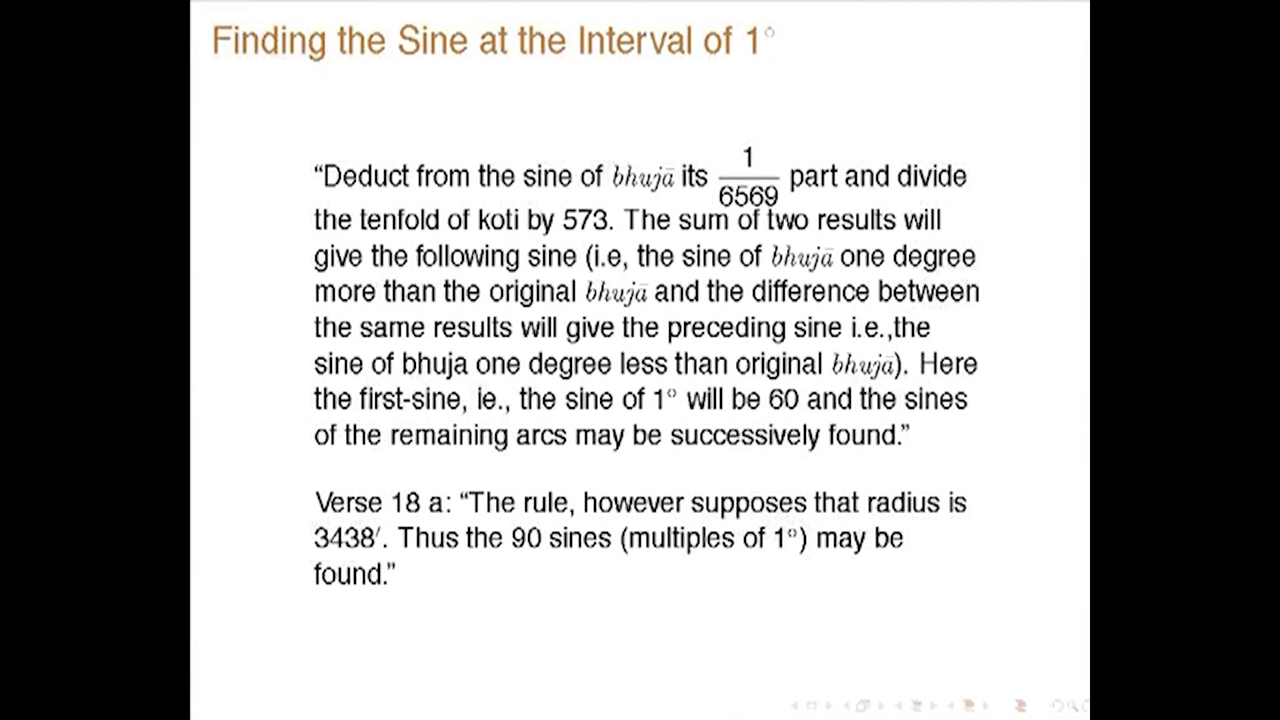 Finding the Sine at the Interval of 1°
“Deduct from the sine of bhujā its 1/6569 part and divide
the tenfold of koti by 573. The sum of two results will
give the following sine (i.e, the sine of bhujā one degree
more than the original bhujā and the difference between
the same results will give the preceding sine i.e.,the
sine of bhuja one degree less than original bhujā). Here
the first-sine, ie., the sine of 1° will be 60 and the sines
of the remaining arcs may be successively found.”
Verse 18 a: “The rule, however supposes that radius is
3438′. Thus the 90 sines (multiples of 1°) may be
found.”